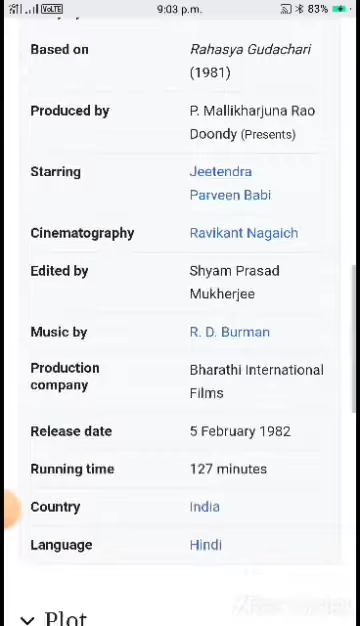 VoLTE
9:03 p.m.
83%
Based on
Rahasya Gudachari
(1981)
Produced by
P. Mallikharjuna Rao
Doondy (Presents)
Starring
Jeetendra
Parveen Babi
Cinematography
Ravikant Nagaich
Edited by
Shyam Prasad
Mukherjee
Music by
R. D. Burman
Production
company
Bharathi International
Films
Release date
5 February 1982
Running time
127 minutes
Country
India
Language
Hindi
Plot